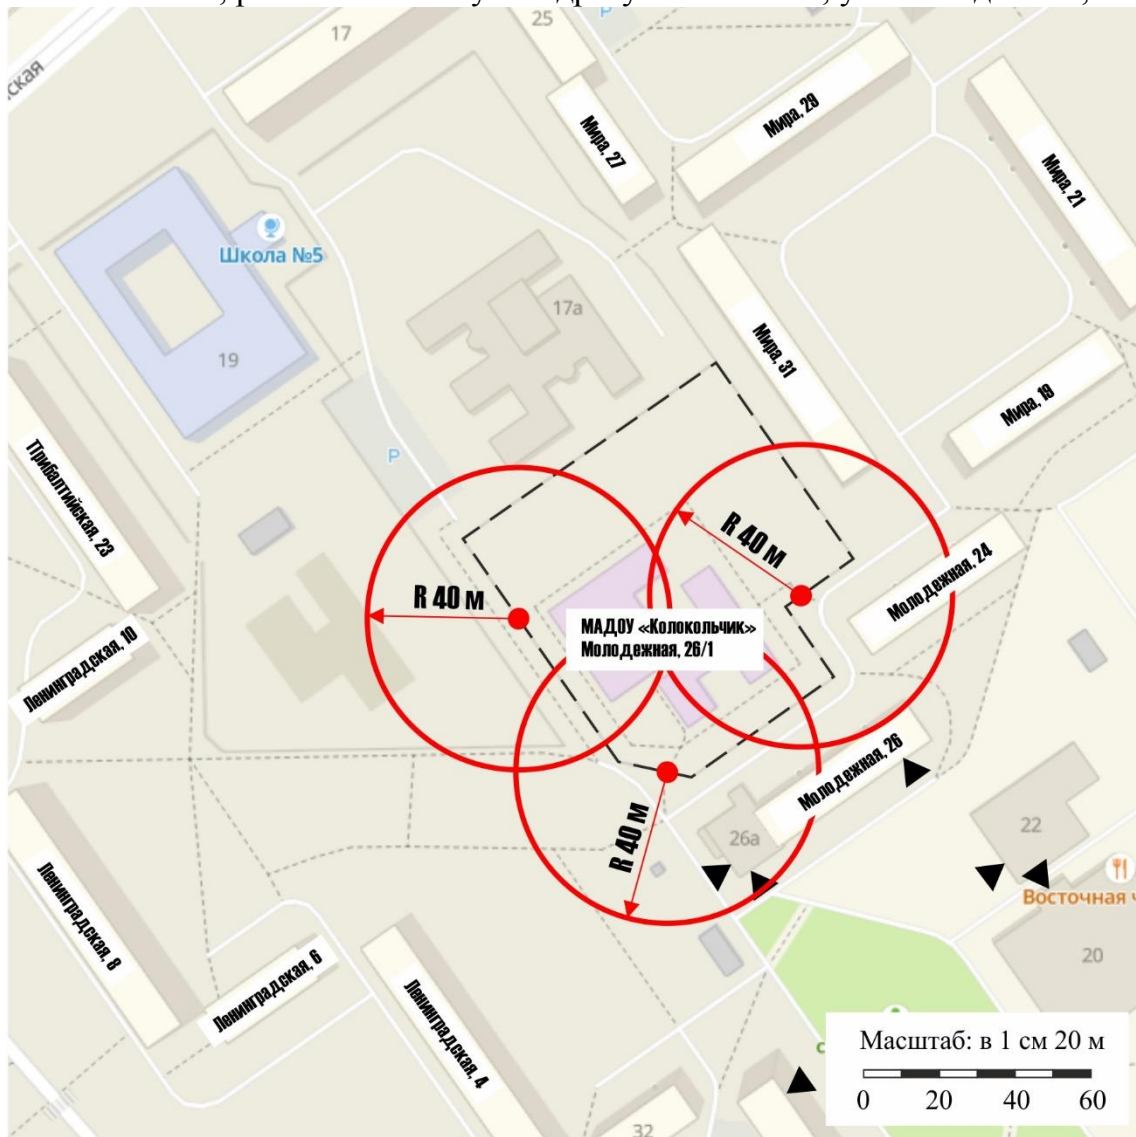 ская
17
25
P
Мира, 27
Мира, 29
Мира, 21
Школа №5
19
17а
Мира, 31
Мира, 19
P
Прибалтийская, 23
R 40 м
R 40 м
Молодежная, 24
МАДОУ «Колокольчик»
Молодежная, 26/1
Ленинградская, 10
Молодежная, 26
R 40 м
26а
22
Восточная ч
Ленинградская, 8
Ленинградская, 6
Ленинградская, 4
20
с
Масштаб: в 1 см 20 м
0 20 40 60
32